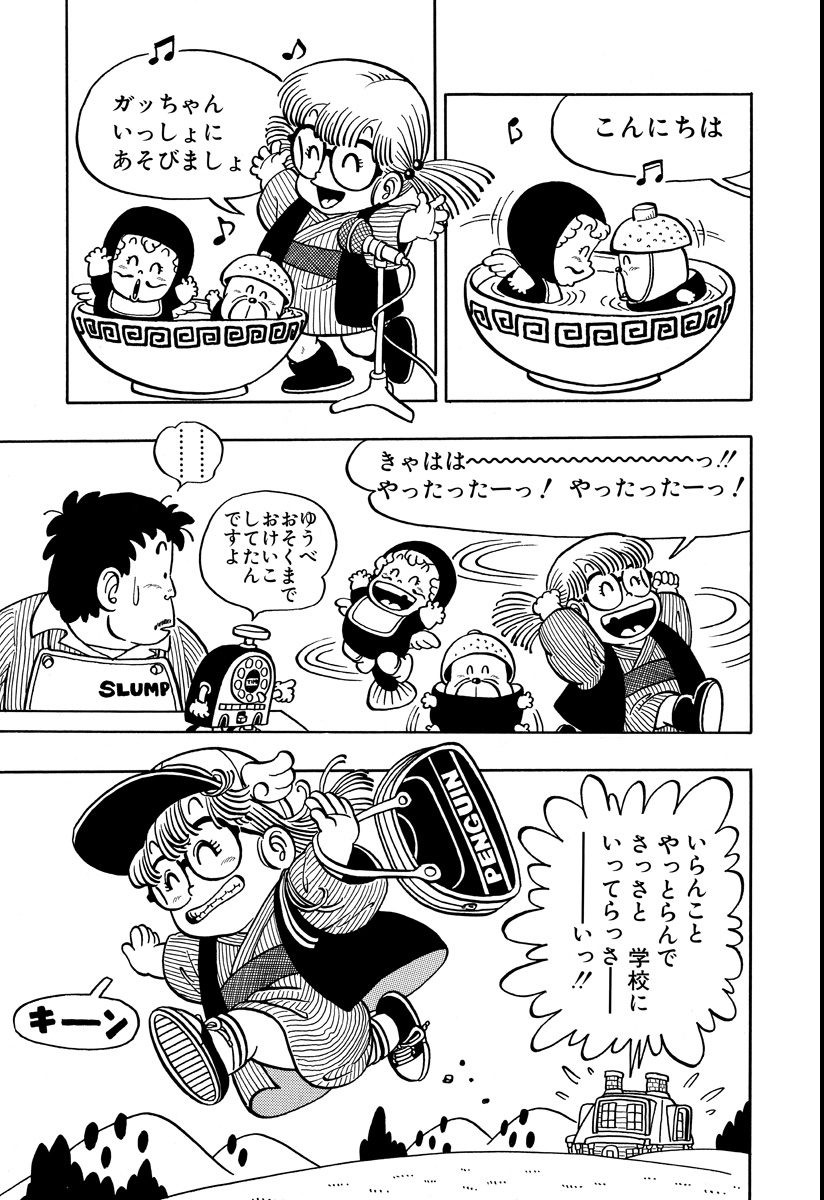 こんにちは
ガッちゃん
いっしょに
あそびましょ
きゃはは〜〜〜っ!!
やったったーっ! やったったーっ!
ゆうべ
おそくまで
おけいこ
してたん
ですよ
…………
SLUMP
いらんこと
やっとらんで
さっさと 学校に
いってらっさ――
――いっ!!
PENGUIN
キーン